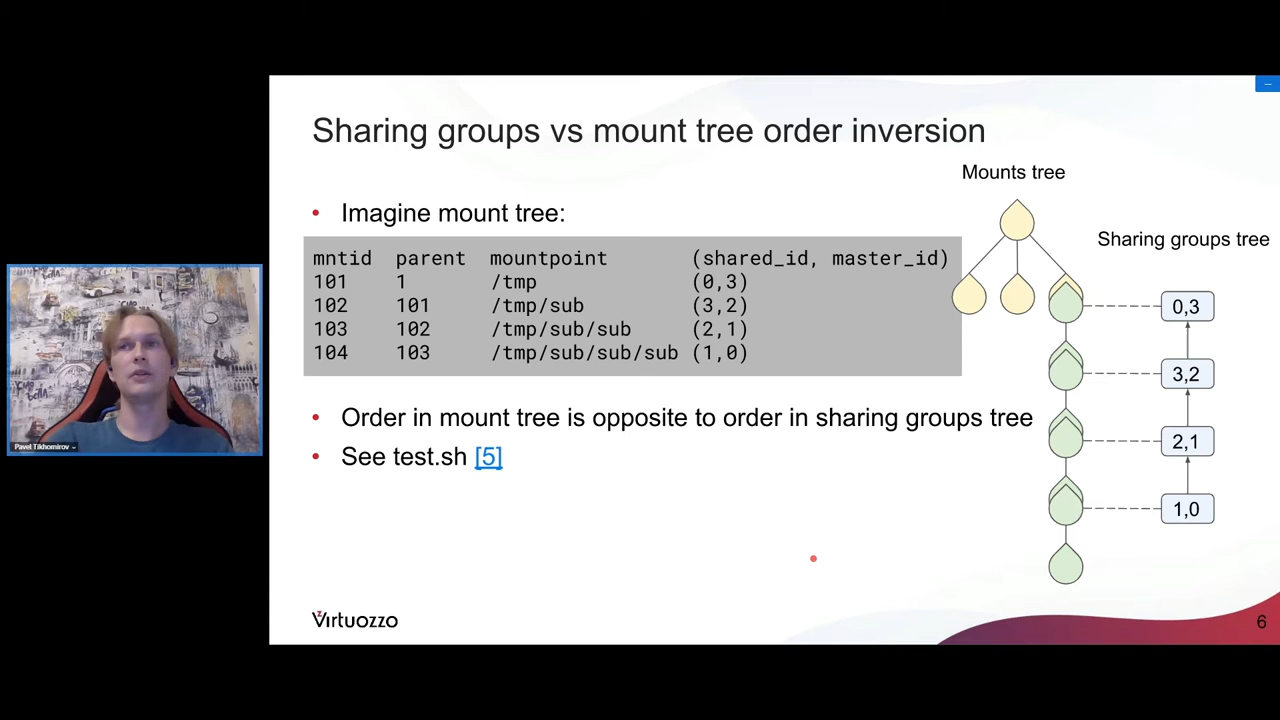 Sharing groups vs mount tree order inversion
Mounts tree
Imagine mount tree:
Sharing groups tree
mntid parent mountpoint (shared_id, master_id)
101 1 /tmp (0,3)
102 101 /tmp/sub (3,2)
103 102 /tmp/sub/sub (2,1)
104 103 /tmp/sub/sub/sub (1,0)
0,3
3,2
2,1
1,0
Order in mount tree is opposite to order in sharing groups tree
See test.sh [5]
Pavel Tikhomirov
Virtuozzo
6